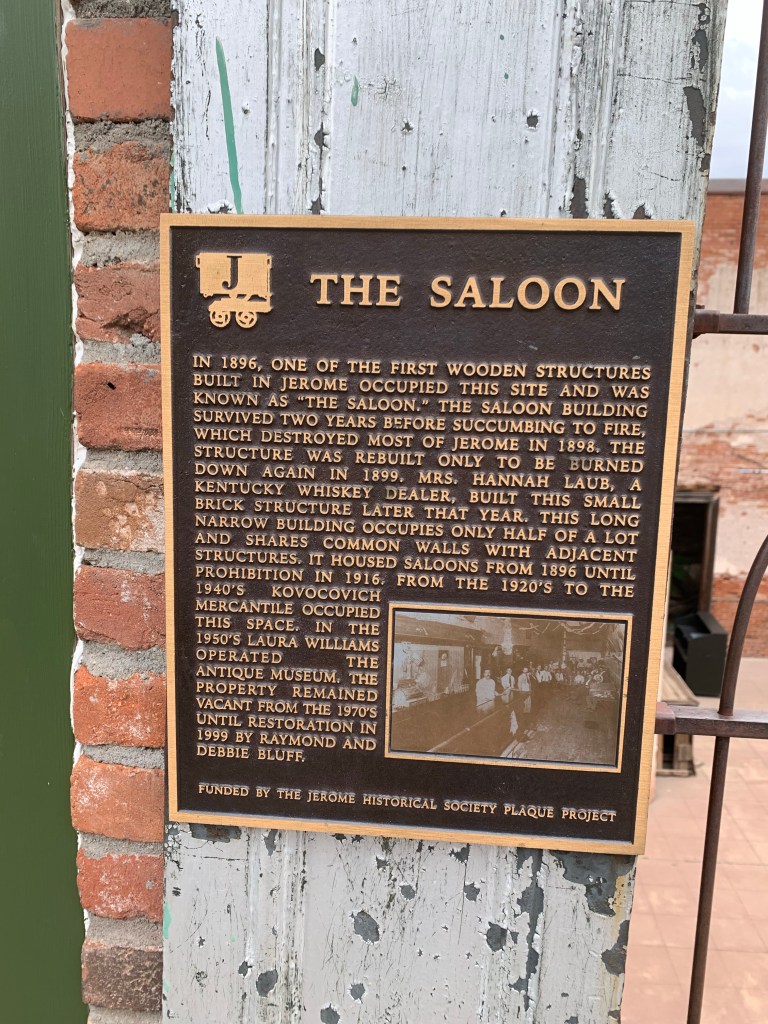 J
THE SALOON
IN 1896, ONE OF THE FIRST WOODEN STRUCTURES
BUILT IN JEROME OCCUPIED THIS SITE AND WAS
KNOWN AS "THE SALOON." THE SALOON BUILDING
SURVIVED TWO YEARS BEFORE SUCCUMBING TO FIRE,
WHICH DESTROYED MOST OF JEROME IN 1898. THE
STRUCTURE WAS REBUILT ONLY TO BE BURNED
DOWN AGAIN IN 1899. MRS. HANNAH LAUB, A
KENTUCKY WHISKEY DEALER, BUILT THIS SMALL
BRICK STRUCTURE LATER THAT YEAR. THIS LONG
NARROW BUILDING OCCUPIES ONLY HALF OF A LOT
AND SHARES COMMON WALLS WITH ADJACENT
STRUCTURES. IT HOUSED SALOONS FROM 1896 UNTIL
PROHIBITION IN 1916. FROM THE 1920'S TO THE
1940'S KOVOCOVICH
MERCANTILE OCCUPIED
THIS SPACE. IN THE
1950'S LAURA WILLIAMS
OPERATED THE
ANTIQUE MUSEUM. THE
PROPERTY REMAINED
VACANT FROM THE 1970'S
UNTIL RESTORATION IN
1999 BY RAYMOND AND
DEBBIE BLUFF.
FUNDED BY THE JEROME HISTORICAL SOCIETY PLAQUE PROJECT